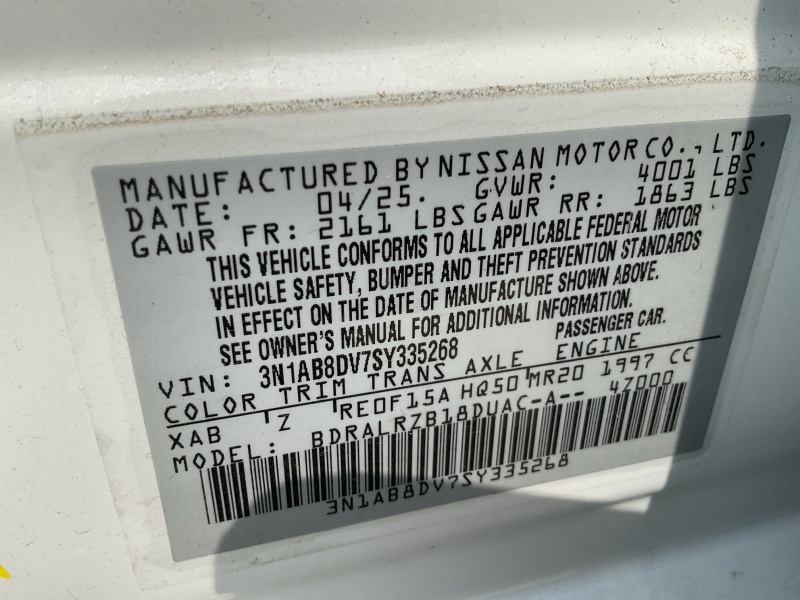 MANUFACTURED BY NISSAN MOTOR CO., LTD.
DATE: 04/25. GVWR: 4001 LBS
GAWR FR: 2161 LBS GAWR RR: 1863 LBS
THIS VEHICLE CONFORMS TO ALL APPLICABLE FEDERAL MOTOR
VEHICLE SAFETY, BUMPER AND THEFT PREVENTION STANDARDS
IN EFFECT ON THE DATE OF MANUFACTURE SHOWN ABOVE.
SEE OWNER'S MANUAL FOR ADDITIONAL INFORMATION.
VIN: 3N1AB8DV7SY335268 PASSENGER CAR.
COLOR TRIM TRANS AXLE ENGINE
XAB Z RE0F15A HQ50 MR20 1997 CC
MODEL: BDRALRZB18DUAC-A-- 4Z000
3N1AB8DV7SY335268